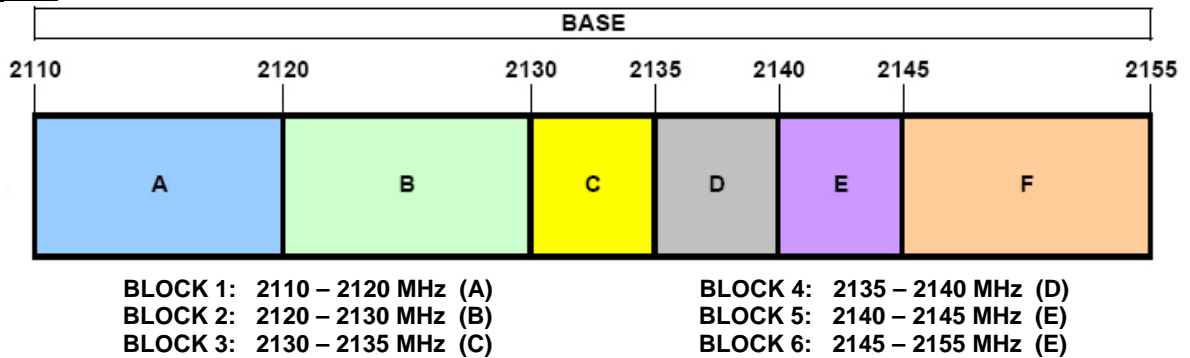 BASE
2110 2120 2130 2135 2140 2145 2155
A B C D E F
BLOCK 1: 2110 – 2120 MHz (A)
BLOCK 2: 2120 – 2130 MHz (B)
BLOCK 3: 2130 – 2135 MHz (C)
BLOCK 4: 2135 – 2140 MHz (D)
BLOCK 5: 2140 – 2145 MHz (E)
BLOCK 6: 2145 – 2155 MHz (E)